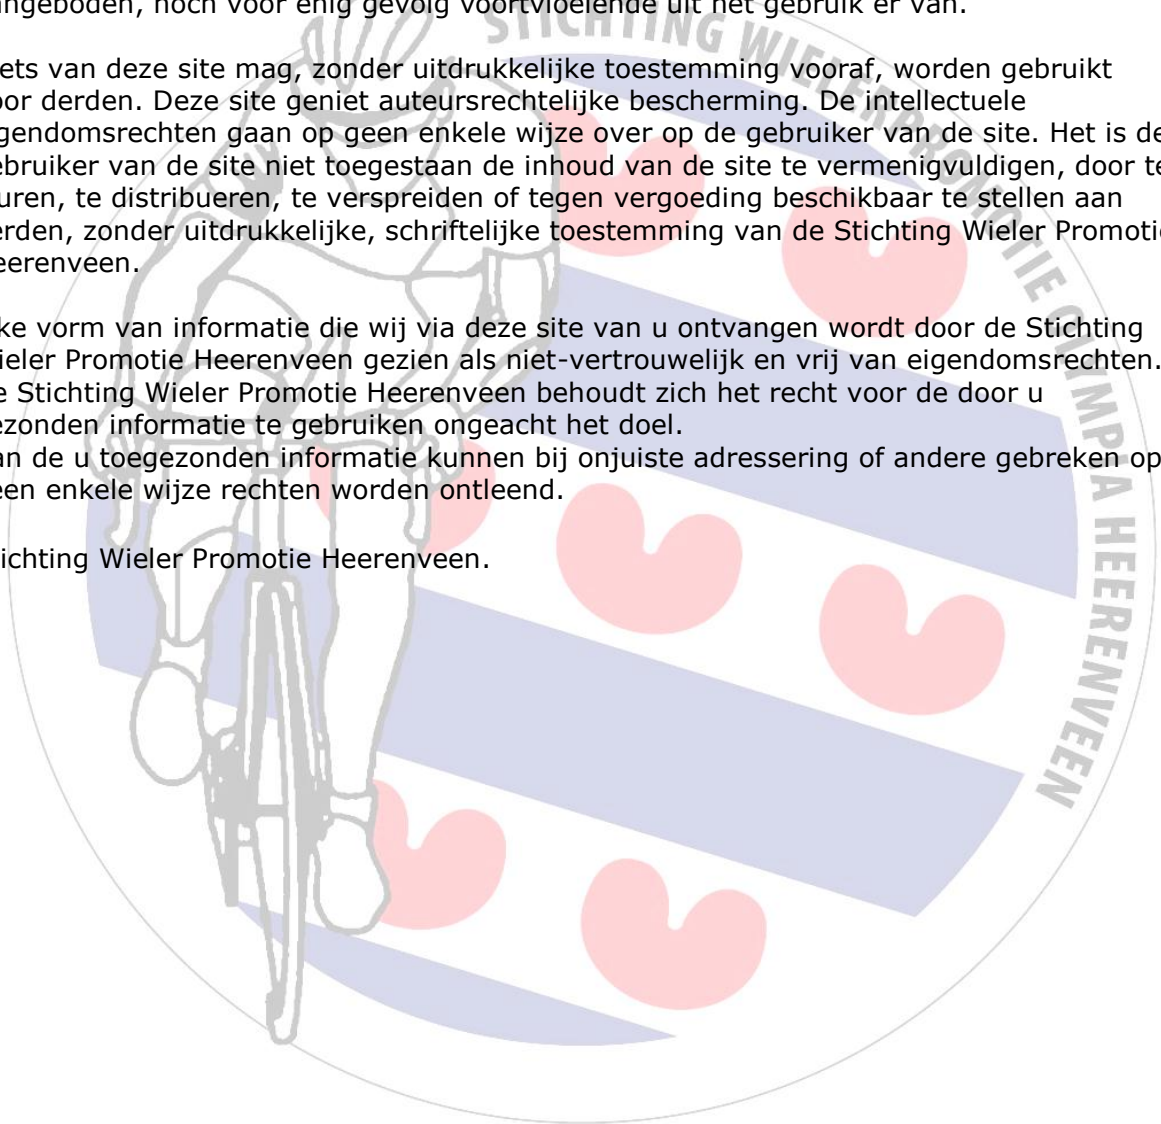 angeboden, noch voor enig gevolg voortvloeiende uit het gebruik er van.
iets van deze site mag, zonder uitdrukkelijke toestemming vooraf, worden gebruikt
oor derden. Deze site geniet auteursrechtelijke bescherming. De intellectuele
igendomsrechten gaan op geen enkele wijze over op de gebruiker van de site. Het is de
ebruiker van de site niet toegestaan de inhoud van de site te vermenigvuldigen, door te
turen, te distribueren, te verspreiden of tegen vergoeding beschikbaar te stellen aan
erden, zonder uitdrukkelijke, schriftelijke toestemming van de Stichting Wieler Promotie
eerenveen.
ke vorm van informatie die wij via deze site van u ontvangen wordt door de Stichting
ieler Promotie Heerenveen gezien als niet-vertrouwelijk en vrij van eigendomsrechten.
e Stichting Wieler Promotie Heerenveen behoudt zich het recht voor de door u
ezonden informatie te gebruiken ongeacht het doel.
an de u toegezonden informatie kunnen bij onjuiste adressering of andere gebreken op
een enkele wijze rechten worden ontleend.
tichting Wieler Promotie Heerenveen.
STICHTING WIELERPROMOTIE OLYMPIA HEERENVEEN